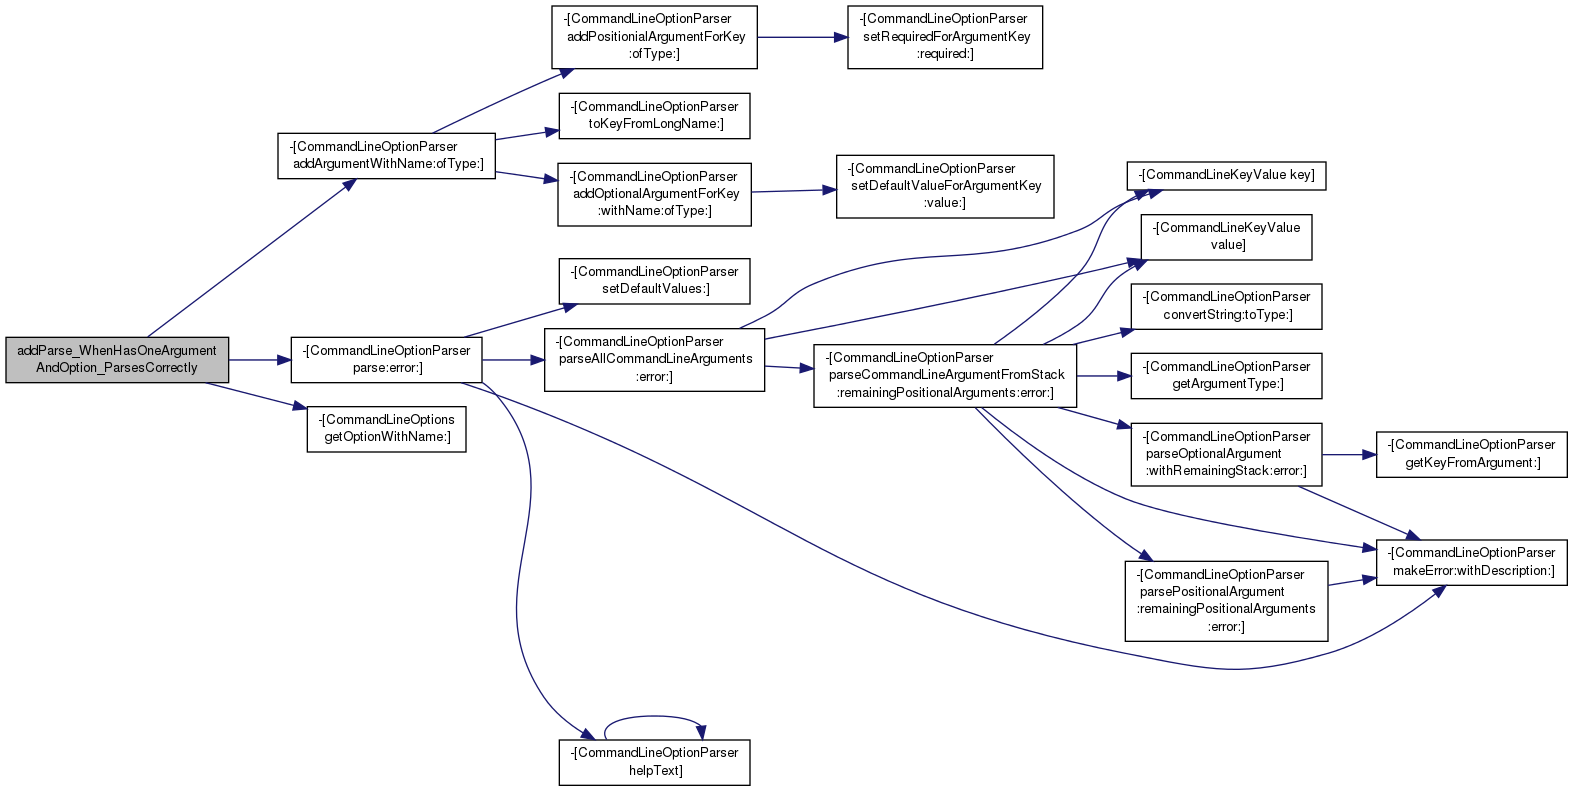 -[CommandLineOptionParser
addPositionialArgumentForKey
:ofType:]
-[CommandLineOptionParser
setRequiredForArgumentKey
:required:]
-[CommandLineOptionParser
toKeyFromLongName:]
-[CommandLineOptionParser
addArgumentWithName:ofType:]
-[CommandLineOptionParser
addOptionalArgumentForKey
:withName:ofType:]
-[CommandLineOptionParser
setDefaultValueForArgumentKey
:value:]
-[CommandLineKeyValue key]
-[CommandLineKeyValue
value]
-[CommandLineOptionParser
setDefaultValues:]
-[CommandLineOptionParser
convertString:toType:]
addParse_WhenHasOneArgument
AndOption_ParsesCorrectly
-[CommandLineOptionParser
parse:error:]
-[CommandLineOptionParser
parseAllCommandLineArguments
:error:]
-[CommandLineOptionParser
parseCommandLineArgumentFromStack
:remainingPositionalArguments:error:]
-[CommandLineOptionParser
getArgumentType:]
-[CommandLineOptions
getOptionWithName:]
-[CommandLineOptionParser
parseOptionalArgument
:withRemainingStack:error:]
-[CommandLineOptionParser
getKeyFromArgument:]
-[CommandLineOptionParser
makeError:withDescription:]
-[CommandLineOptionParser
parsePositionalArgument
:remainingPositionalArguments
:error:]
-[CommandLineOptionParser
helpText]